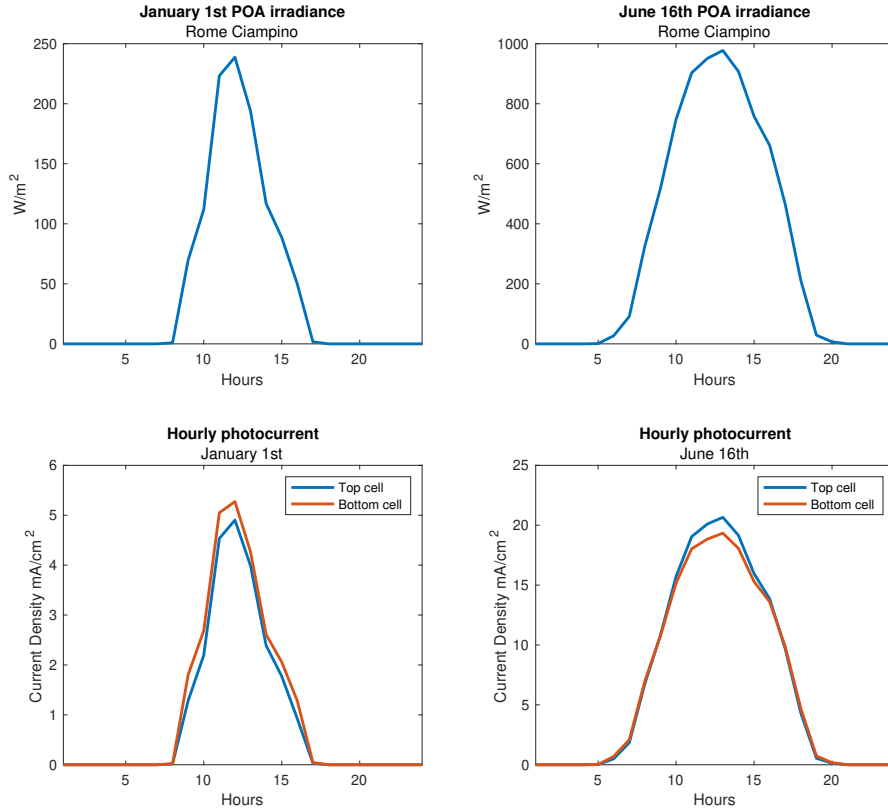 January 1st POA irradiance
Rome Ciampino
250
200
150
100
50
0
W/m²
5
10
15
20
Hours
June 16th POA irradiance
Rome Ciampino
1000
800
600
400
200
0
W/m²
5
10
15
20
Hours
Hourly photocurrent
January 1st
6
5
4
3
2
1
0
Current Density mA/cm²
Top cell
Bottom cell
5
10
15
20
Hours
Hourly photocurrent
June 16th
25
20
15
10
5
0
Current Density mA/cm²
Top cell
Bottom cell
5
10
15
20
Hours